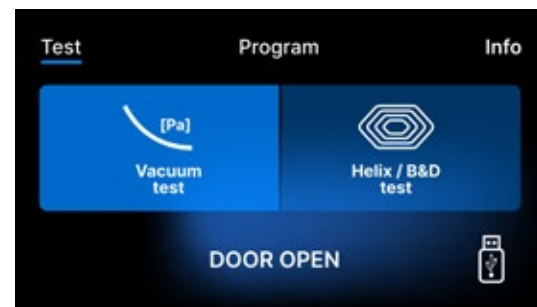 Test Program Info
[Pa]
Vacuum
test
Helix / B&D
test
DOOR OPEN